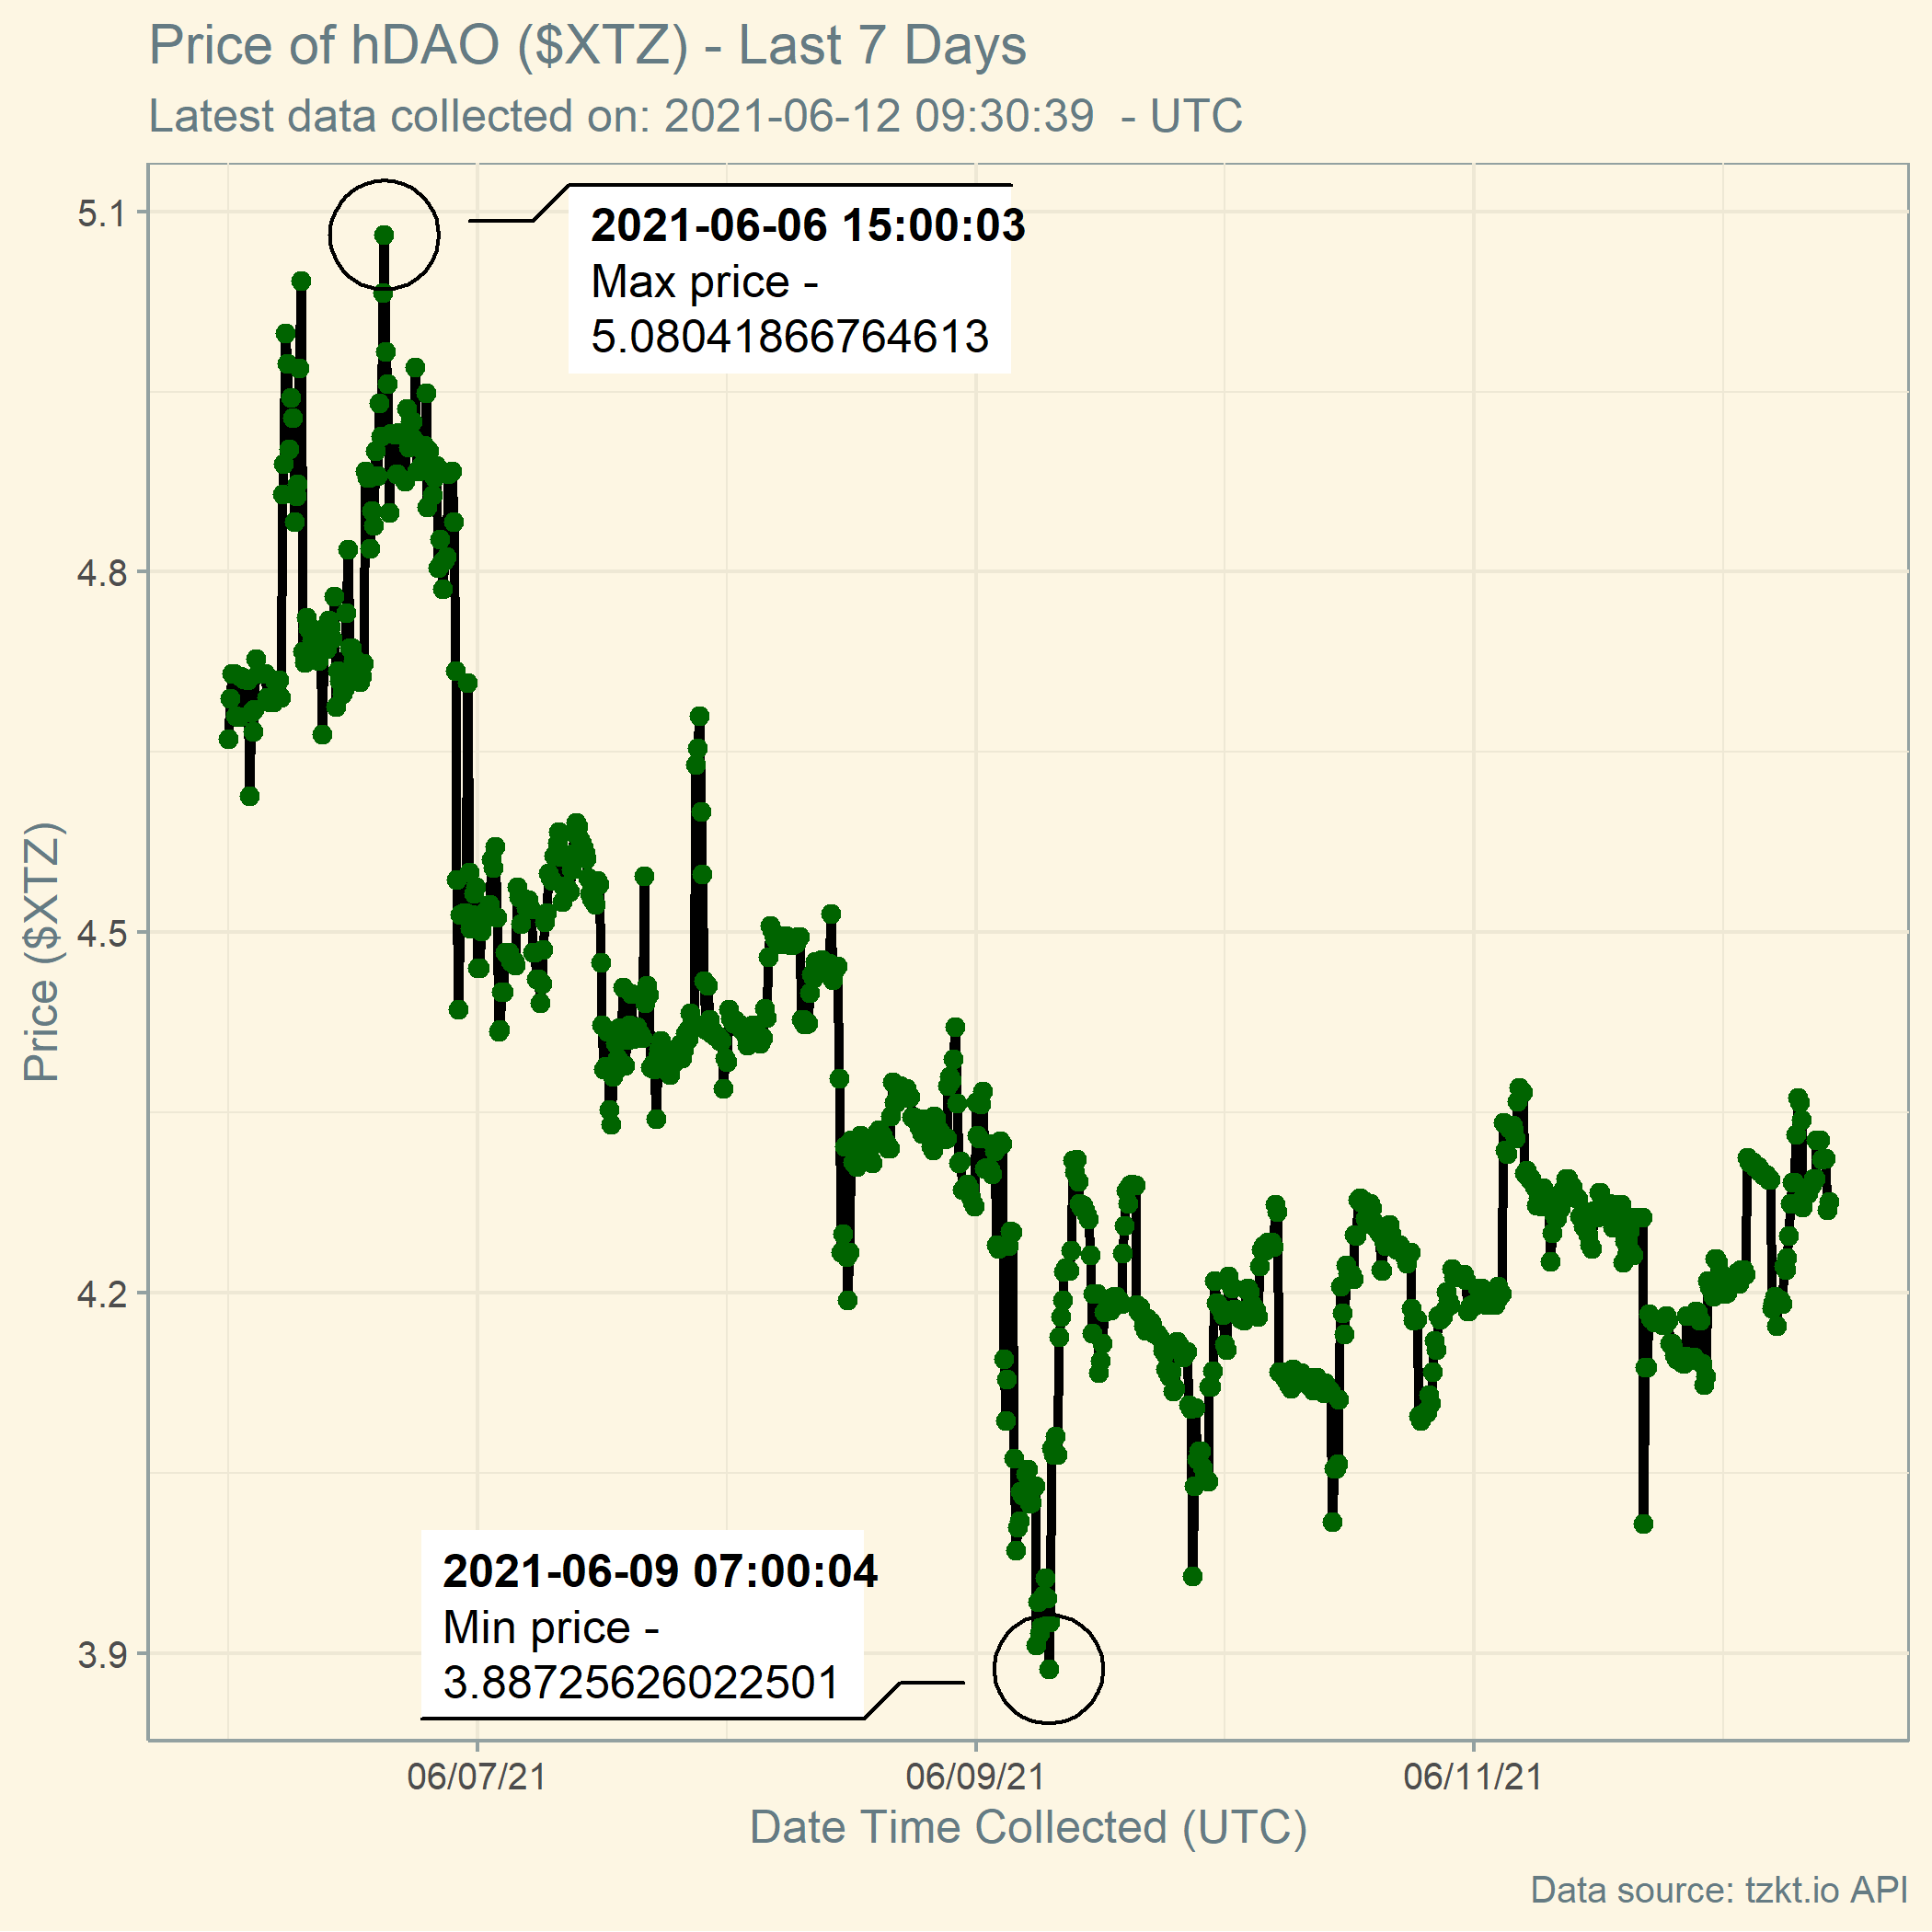 Price of hDAO ($XTZ) - Last 7 Days
Latest data collected on: 2021-06-12 09:30:39  - UTC
5.1
4.8
4.5
4.2
3.9
Price ($XTZ)
2021-06-06 15:00:03
Max price -
5.08041866764613
2021-06-09 07:00:04
Min price -
3.88725626022501
06/07/21
06/09/21
06/11/21
Date Time Collected (UTC)
Data source: tzkt.io API